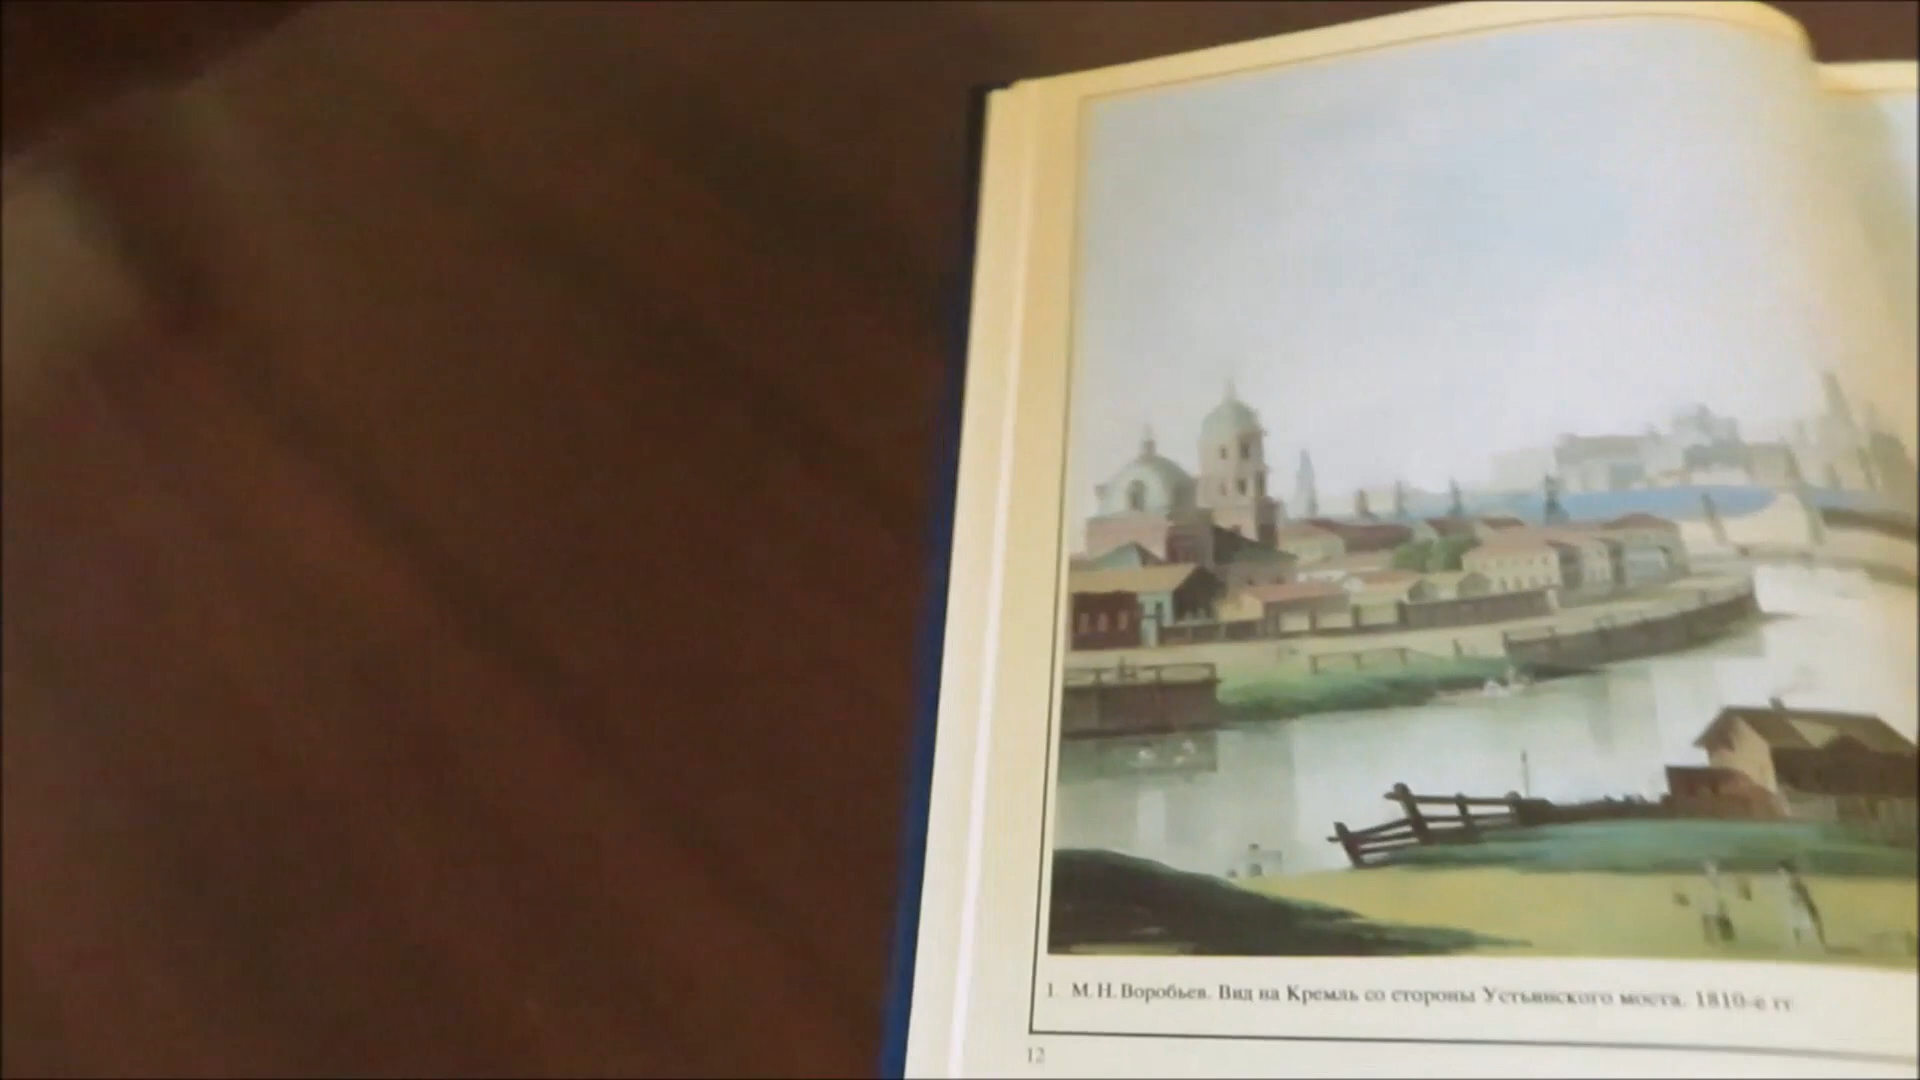 1. М. Н. Воробьев. Вид на Кремль со стороны Устьинского моста. 1810-е гг.
12